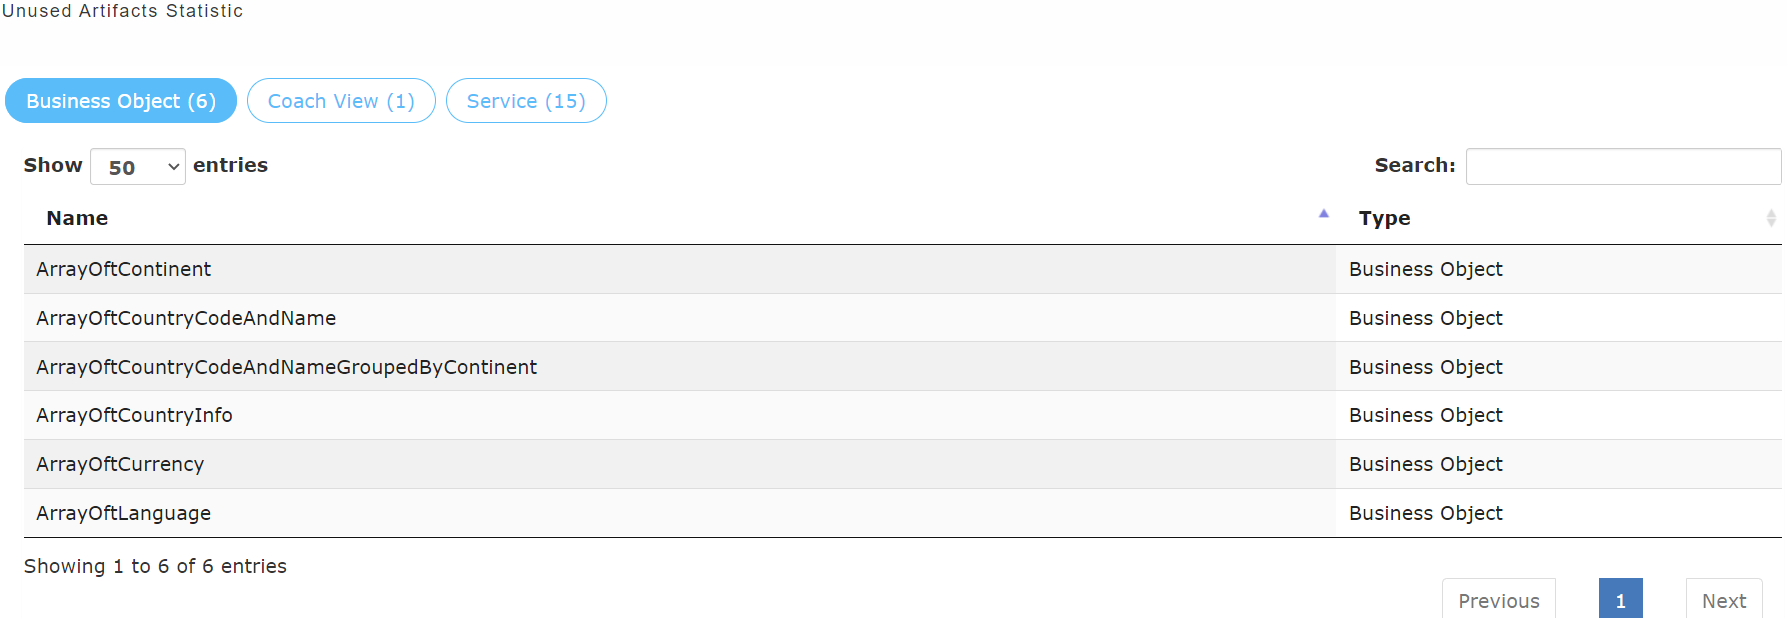 Unused Artifacts Statistic
Business Object (6) Coach View (1) Service (15)
Show 50 entries Search:
Name Type
ArrayOftContinent Business Object
ArrayOftCountryCodeAndName Business Object
ArrayOftCountryCodeAndNameGroupedByContinent Business Object
ArrayOftCountryInfo Business Object
ArrayOftCurrency Business Object
ArrayOftLanguage Business Object
Showing 1 to 6 of 6 entries
Previous 1 Next